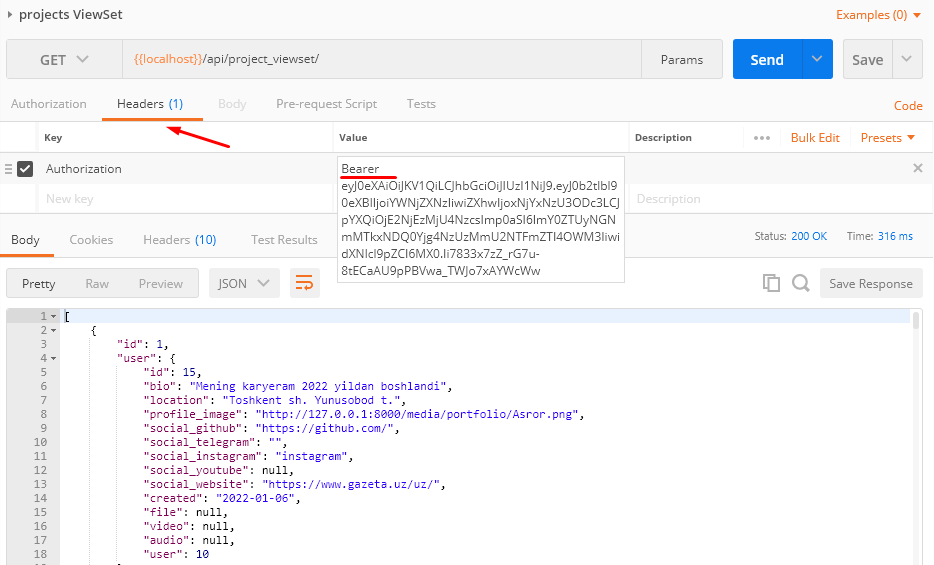 projects ViewSet
Examples (0)
GET
{{localhost}}/api/project_viewset/
Params
Send
Save
Authorization
Headers (1)
Body
Pre-request Script
Tests
Code
Key
Value
Description
Bulk Edit
Presets
Authorization
Bearer
eyJ0eXAiOiJKV1QiLCJhbGciOiJIUzI1NiJ9.eyJ0b2tlbl9
0eXBlIjoiYWNjZXNzIiwiZXhwIjoxNjYxNzU3ODc3LCJ
pYXQiOjE2NjEzMjU4NzcsImp0aSI6ImY0ZTUyNGN
mMTkxNDQ0Yjg4NzUzMmU2NTFmZTI4OWM3Iiwi
dXNlcl9pZCI6MX0.Ii7833x7zZ_rG7u-
8tECaAU9pPBVwa_TWJo7xAYWcWw
New key
Description
Body
Cookies
Headers (10)
Test Results
Status: 200 OK
Time: 316 ms
Pretty
Raw
Preview
JSON
Save Response
1 [
2 {
3 "id": 1,
4 "user": {
5 "id": 15,
6 "bio": "Mening karyeram 2022 yildan boshlandi",
7 "location": "Toshkent sh. Yunusobod t.",
8 "profile_image": "http://127.0.0.1:8000/media/portfolio/Asror.png",
9 "social_github": "https://github.com/",
10 "social_telegram": "",
11 "social_instagram": "instagram",
12 "social_youtube": null,
13 "social_website": "https://www.gazeta.uz/uz/",
14 "created": "2022-01-06",
15 "file": null,
16 "video": null,
17 "audio": null,
18 "user": 10